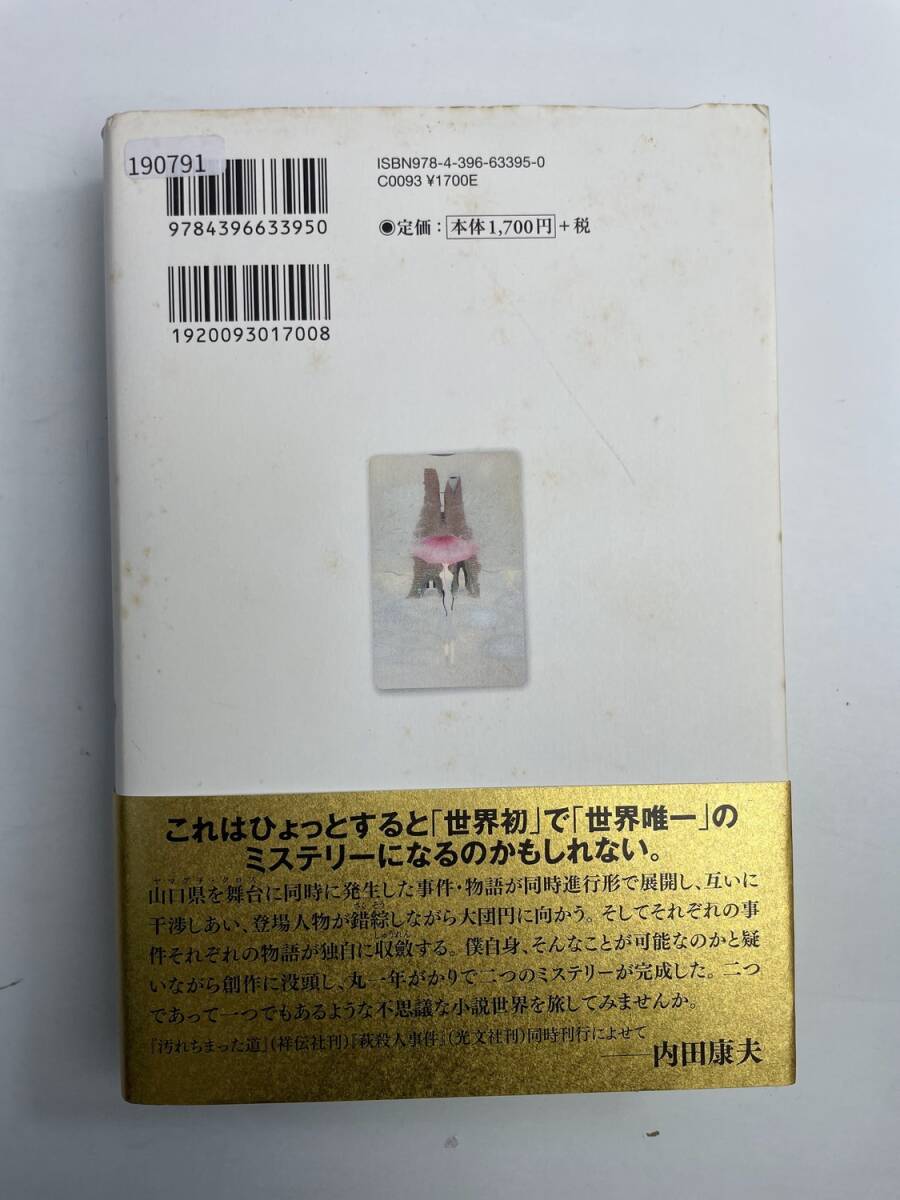 190791
ISBN978-4-396-63395-0
C0093 ¥1700E
9784396633950
◉定価：本体1,700円＋税
1920093017008
これはひょっとすると「世界初」で「世界唯一」の
ミステリーになるのかもしれない。
山口県を舞台に同時に発生した事件・物語が同時進行形で展開し、互いに
干渉しあい、登場人物が錯綜しながら大団円に向かう。そしてそれぞれの事
件それぞれの物語が独自に収斂する。僕自身、そんなことが可能なのかと疑
いながら創作に没頭し、丸一年がかりで二つのミステリーが完成した。二つ
であって一つでもあるような不思議な小説世界を旅してみませんか。
『汚れちまった道』(祥伝社刊)『萩殺人事件』(光文社刊)同時刊行によせて
――内田康夫